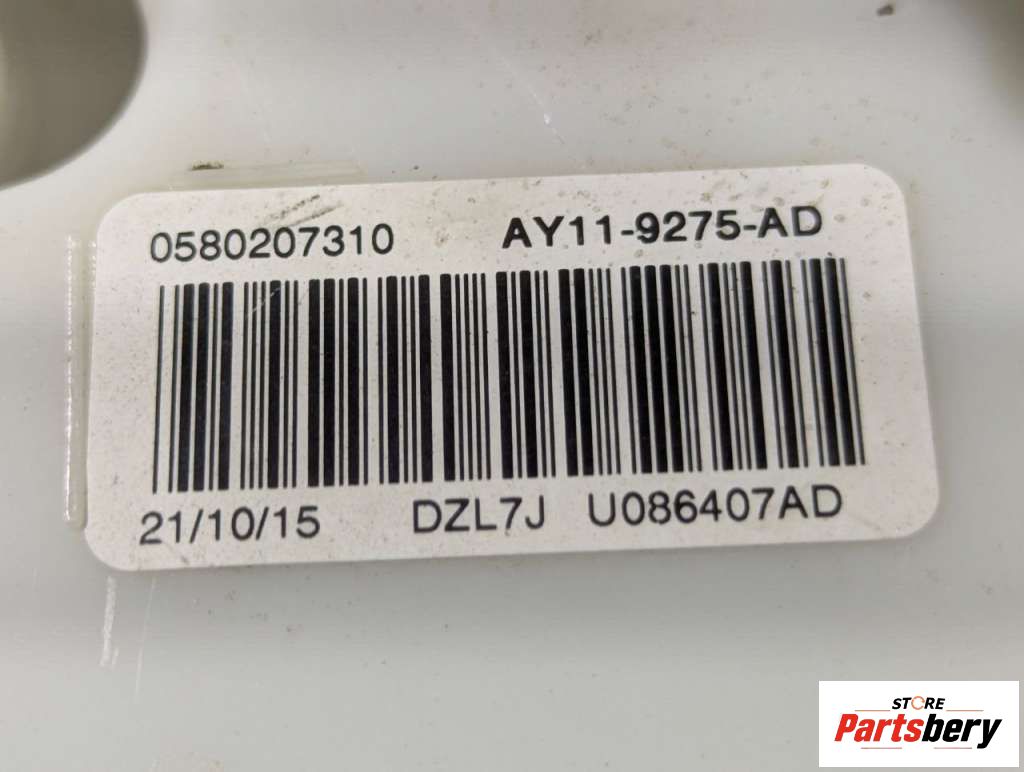 0580207310 AY11-9275-AD
21/10/15 DZL7J U086407AD
STORE
Partsbery